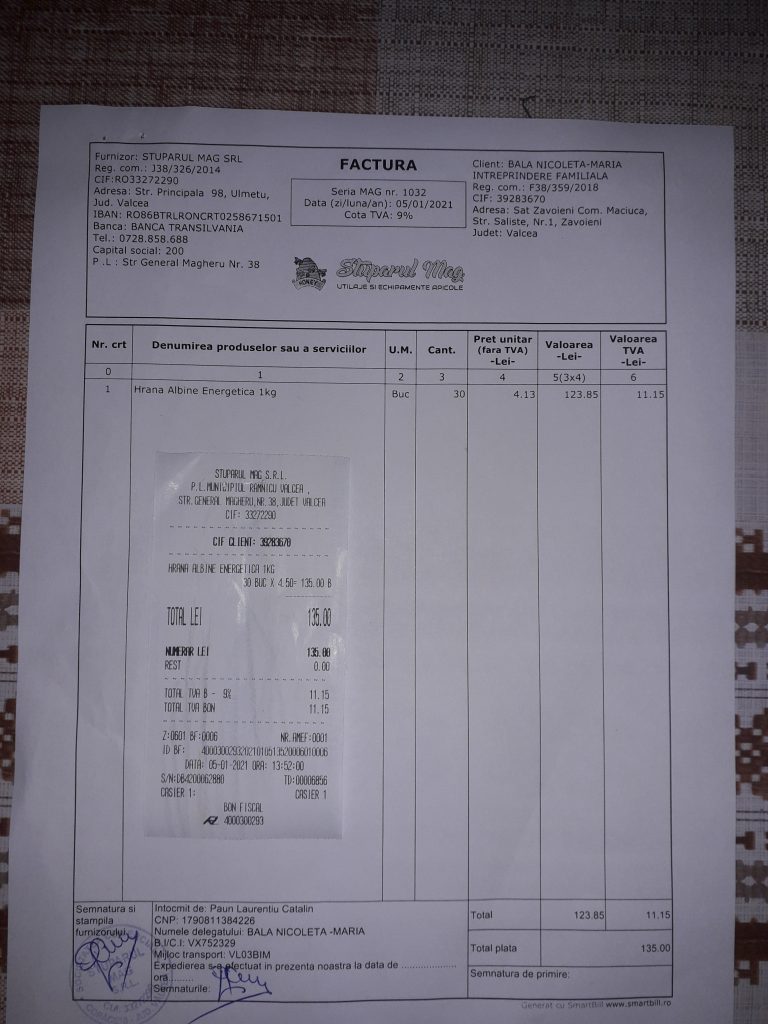 Furnizor: STUPARUL MAG SRL
Reg. com.: J38/326/2014
CIF:RO33272290
Adresa: Str. Principala 98, Ulmetu,
Jud. Valcea
IBAN: RO86BTRLRONCRT0258671501
Banca: BANCA TRANSILVANIA
Tel.: 0728.858.688
Capital social: 200
P .L : Str General Magheru Nr. 38
FACTURA
Seria MAG nr. 1032
Data (zi/luna/an): 05/01/2021
Cota TVA: 9%
HONEY
Stuparul Mag
UTILAJE SI ECHIPAMENTE APICOLE
Client: BALA NICOLETA-MARIA
INTREPRINDERE FAMILIALA
Reg. com.: F38/359/2018
CIF: 39283670
Adresa: Sat Zavoieni Com. Maciuca,
Str. Saliste, Nr.1, Zavoieni
Judet: Valcea
Nr. crt Denumirea produselor sau a serviciilor U.M. Cant. Pret unitar (fara TVA) -Lei- Valoarea -Lei- Valoarea TVA -Lei-
0 1 2 3 4 5(3x4) 6
1 Hrana Albine Energetica 1kg Buc 30 4.13 123.85 11.15
STUPARUL MAG S.R.L.
P.L.MUNICIPIUL RAMNICU VALCEA ,
STR.GENERAL MAGHERU,NR.38,JUDET VALCEA
CIF: 33272290
CIF CLIENT: 39283670
HRANA ALBINE ENERGETICA 1KG
30 BUC X 4.50= 135.00 B
TOTAL LEI 135.00
NUMERAR LEI 135.00
REST 0.00
TOTAL TVA B - 9% 11.15
TOTAL TVA BON 11.15
Z:0601 BF:0006 NR.AMEF:0001
DATA: 05-01-2021 ORA: 13:52:00
S/N:DB4200062880 TD:00006856
CASIER 1: CASIER 1
BON FISCAL
4000300293
Semnatura si
stampila
furnizorului
Intocmit de: Paun Laurentiu Catalin
CNP: 1790811384226
Numele delegatului: BALA NICOLETA -MARIA
B.I/C.I: VX752329
Mijloc transport: VL03BIM
Expedierea s-a efectuat in prezenta noastra la data de ..................
ora.........
Semnaturile:
Total 123.85 11.15
Total plata 135.00
Semnatura de primire:
STUPARUL
MAG
S.R.L.
Generat cu SmartBill www.smartbill.ro